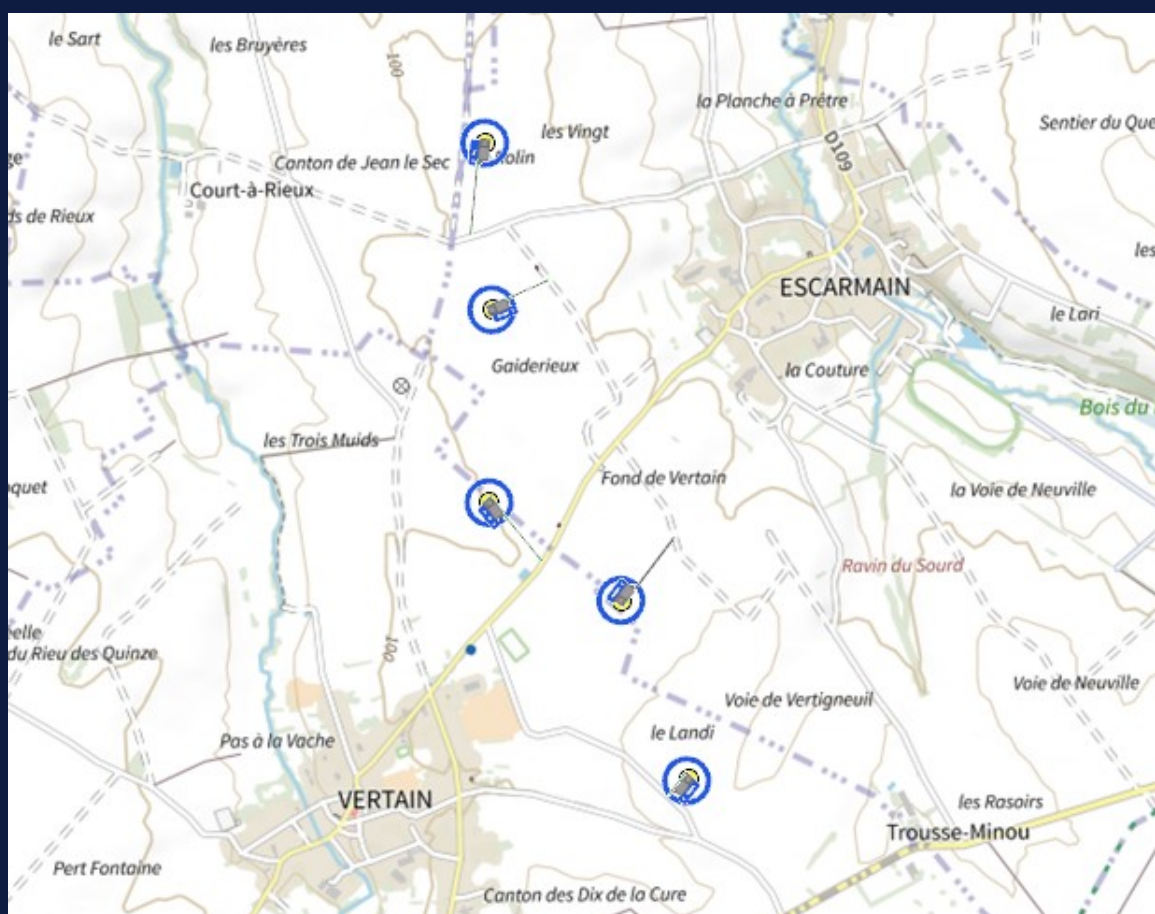 le Sart
les Bruyères
100
les Vingt
la Planche à Prêtre
D109
Sentier du Que
Canton de Jean le Sec
olin
ge
Court-à-Rieux
ds de Rieux
les
ESCARMAIN
le Lari
Gaiderieux
la Couture
Bois du
les Trois Muids
oquet
Fond de Vertain
la Voie de Neuville
Ravin du Sourd
elle
du Rieu des Quinze
100
Voie de Neuville
Voie de Vertigneuil
Pas à la Vache
le Landi
VERTAIN
les Rasoirs
Trousse-Minou
Pert Fontaine
Canton des Dix de la Cure